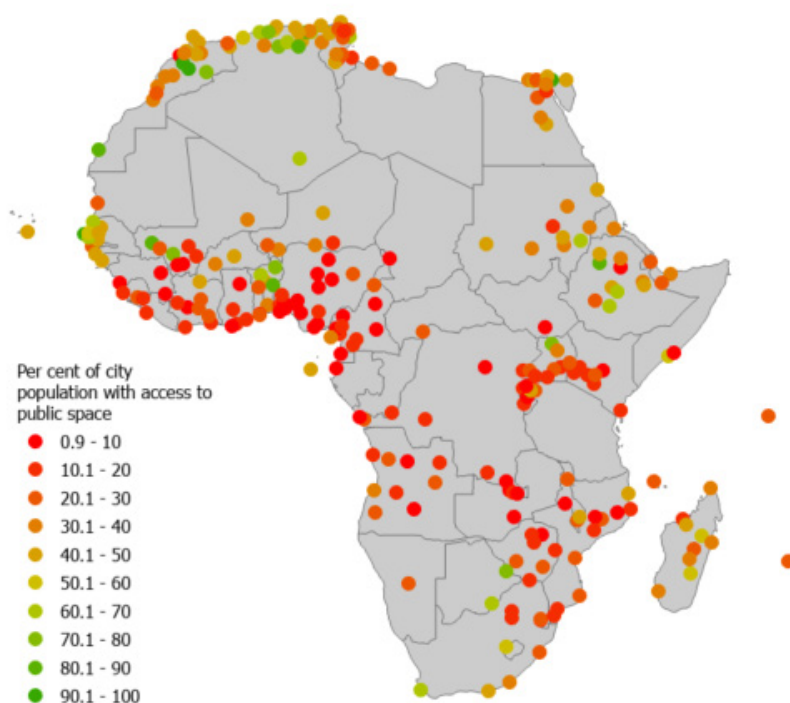 Per cent of city
population with access to
public space
0.9 - 10
10.1 - 20
20.1 - 30
30.1 - 40
40.1 - 50
50.1 - 60
60.1 - 70
70.1 - 80
80.1 - 90
90.1 - 100